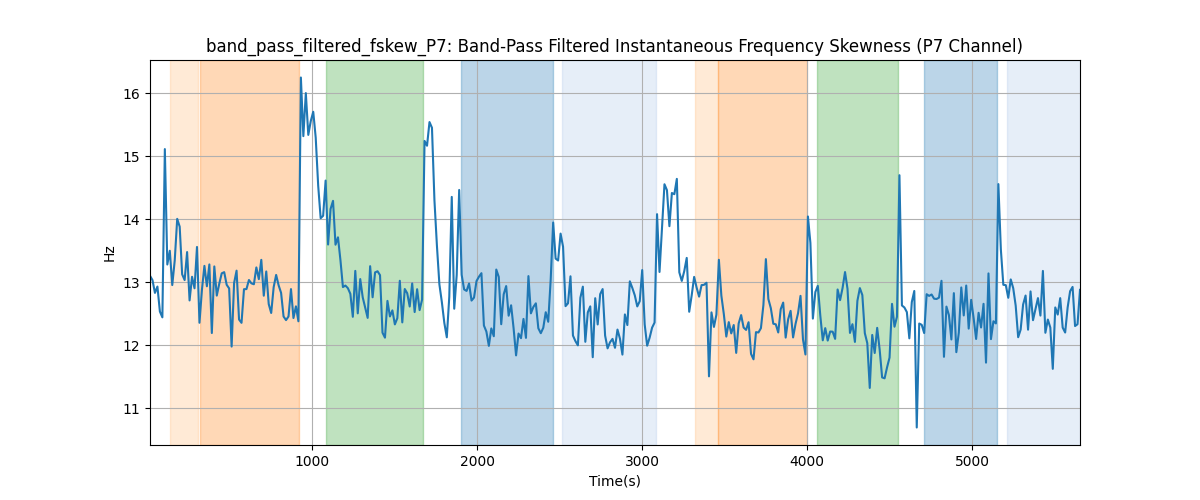 band_pass_filtered_fskew_P7: Band-Pass Filtered Instantaneous Frequency Skewness (P7 Channel)
16
15
14
13
12
11
Hz
1000 2000 3000 4000 5000
Time(s)